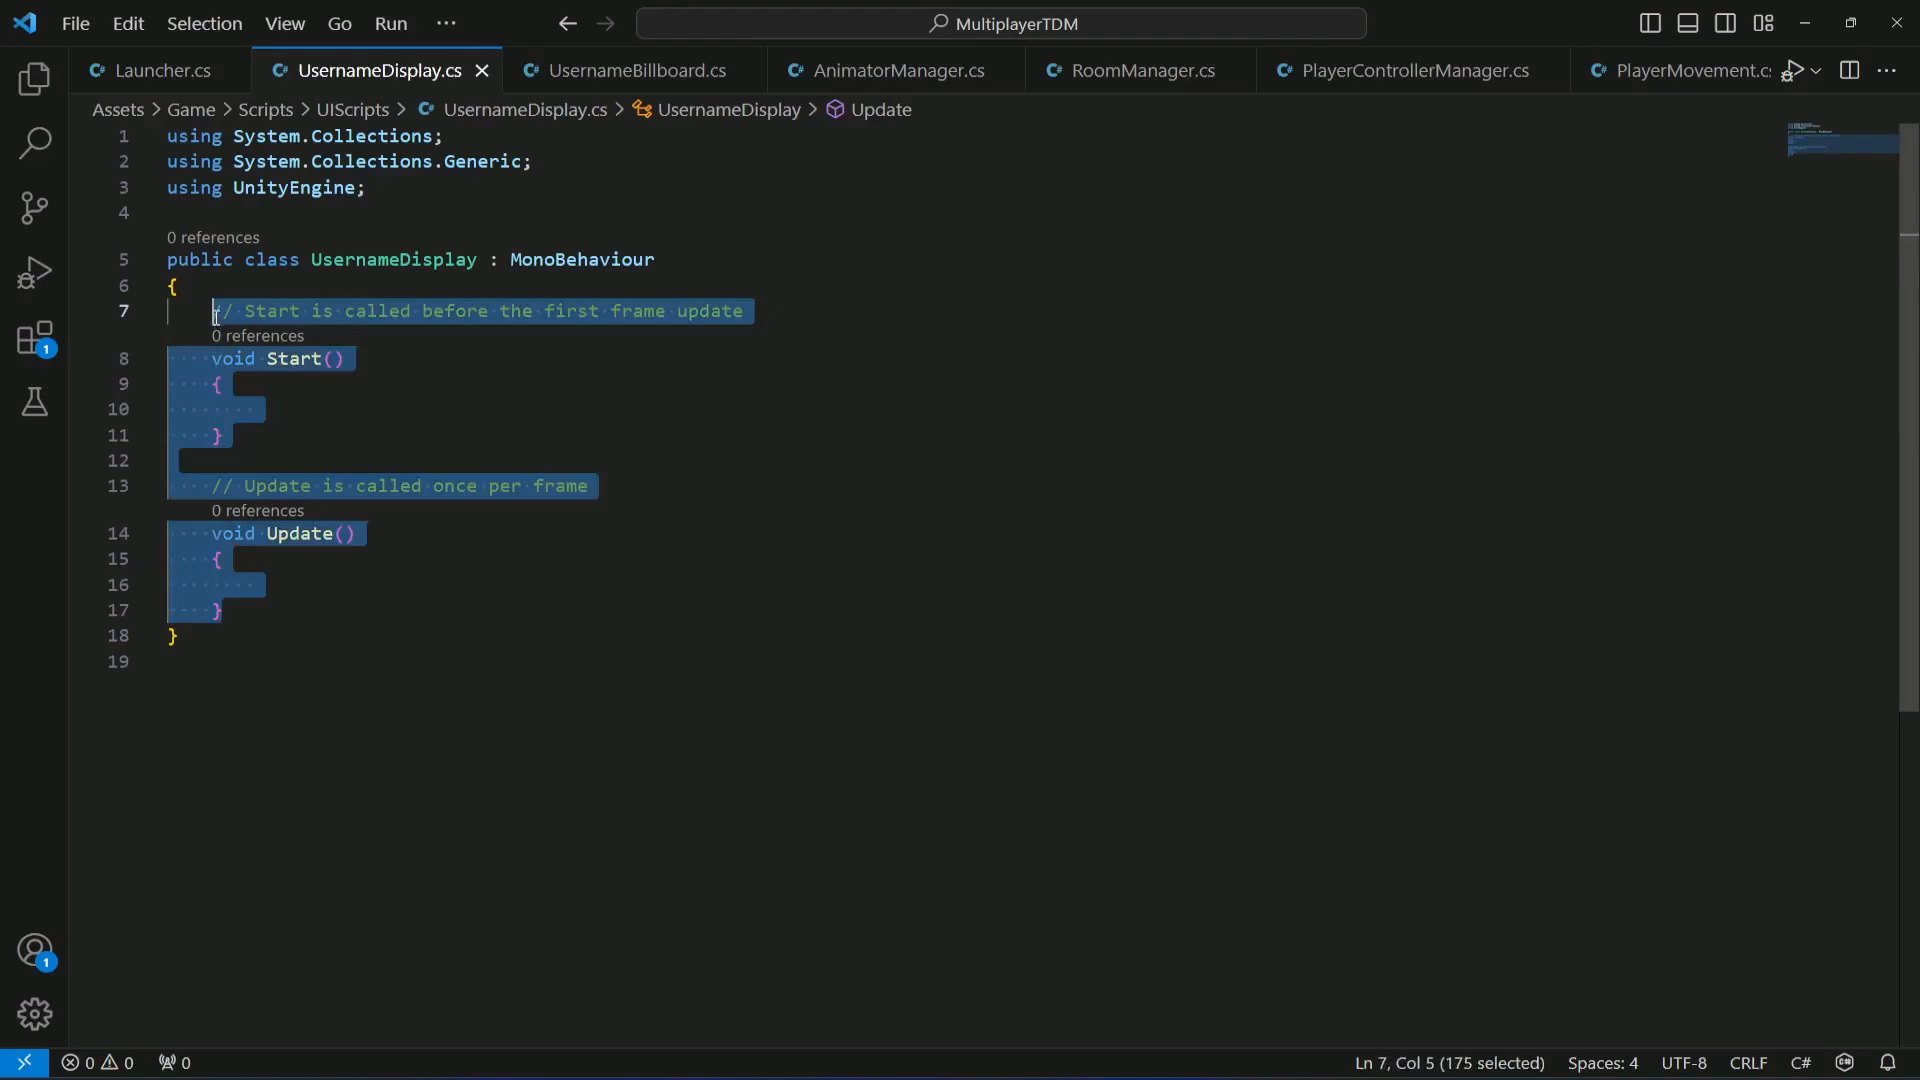 File Edit Selection View Go Run ··· MultiplayerTDM
Launcher.cs UsernameDisplay.cs UsernameBillboard.cs AnimatorManager.cs RoomManager.cs PlayerControllerManager.cs PlayerMovement.cs
Assets > Game > Scripts > UIScripts > UsernameDisplay.cs > UsernameDisplay > Update
1 using System.Collections;
2 using System.Collections.Generic;
3 using UnityEngine;
4
0 references
5 public class UsernameDisplay : MonoBehaviour
6 {
7 // Start is called before the first frame update
0 references
8 void Start()
9 {
10
11 }
12
13 // Update is called once per frame
0 references
14 void Update()
15 {
16
17 }
18 }
19
1
1
0 0 0 Ln 7, Col 5 (175 selected) Spaces: 4 UTF-8 CRLF C#